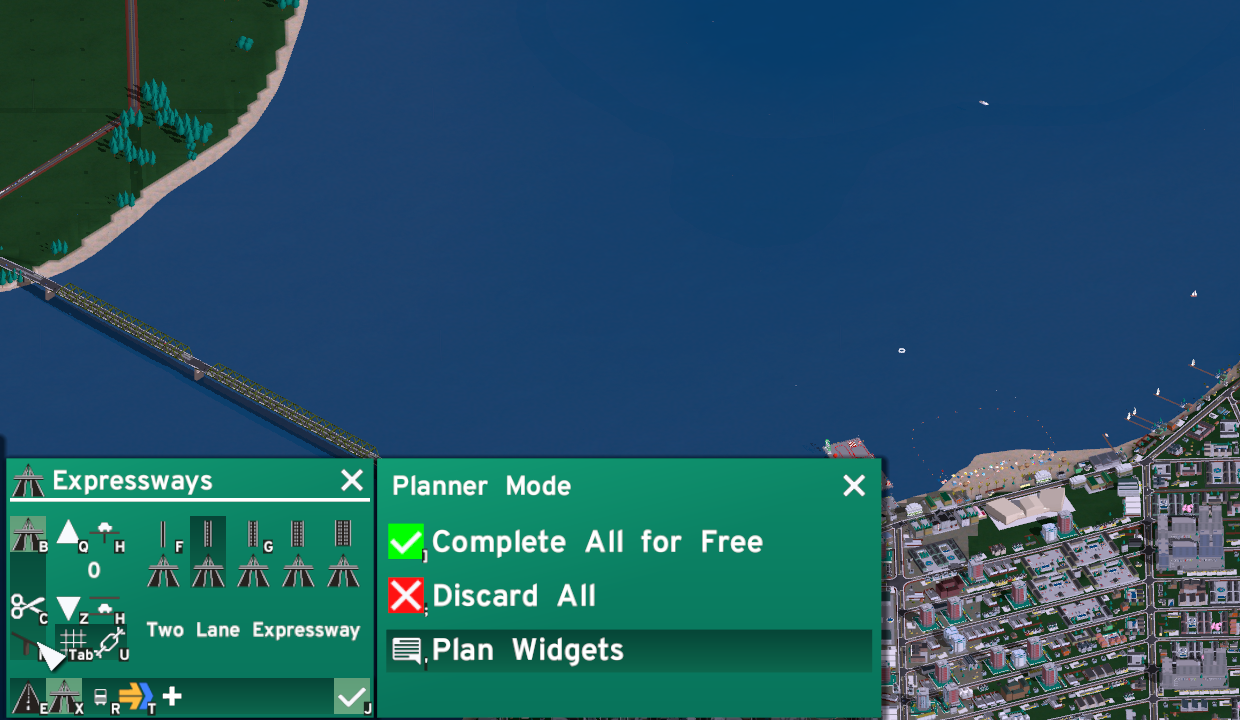 Expressways
B
Q
H
F
G
0
C
Z
H
Tab
U
Two Lane Expressway
E
X
R
T
J
Planner Mode
] Complete All for Free
; Discard All
, Plan Widgets